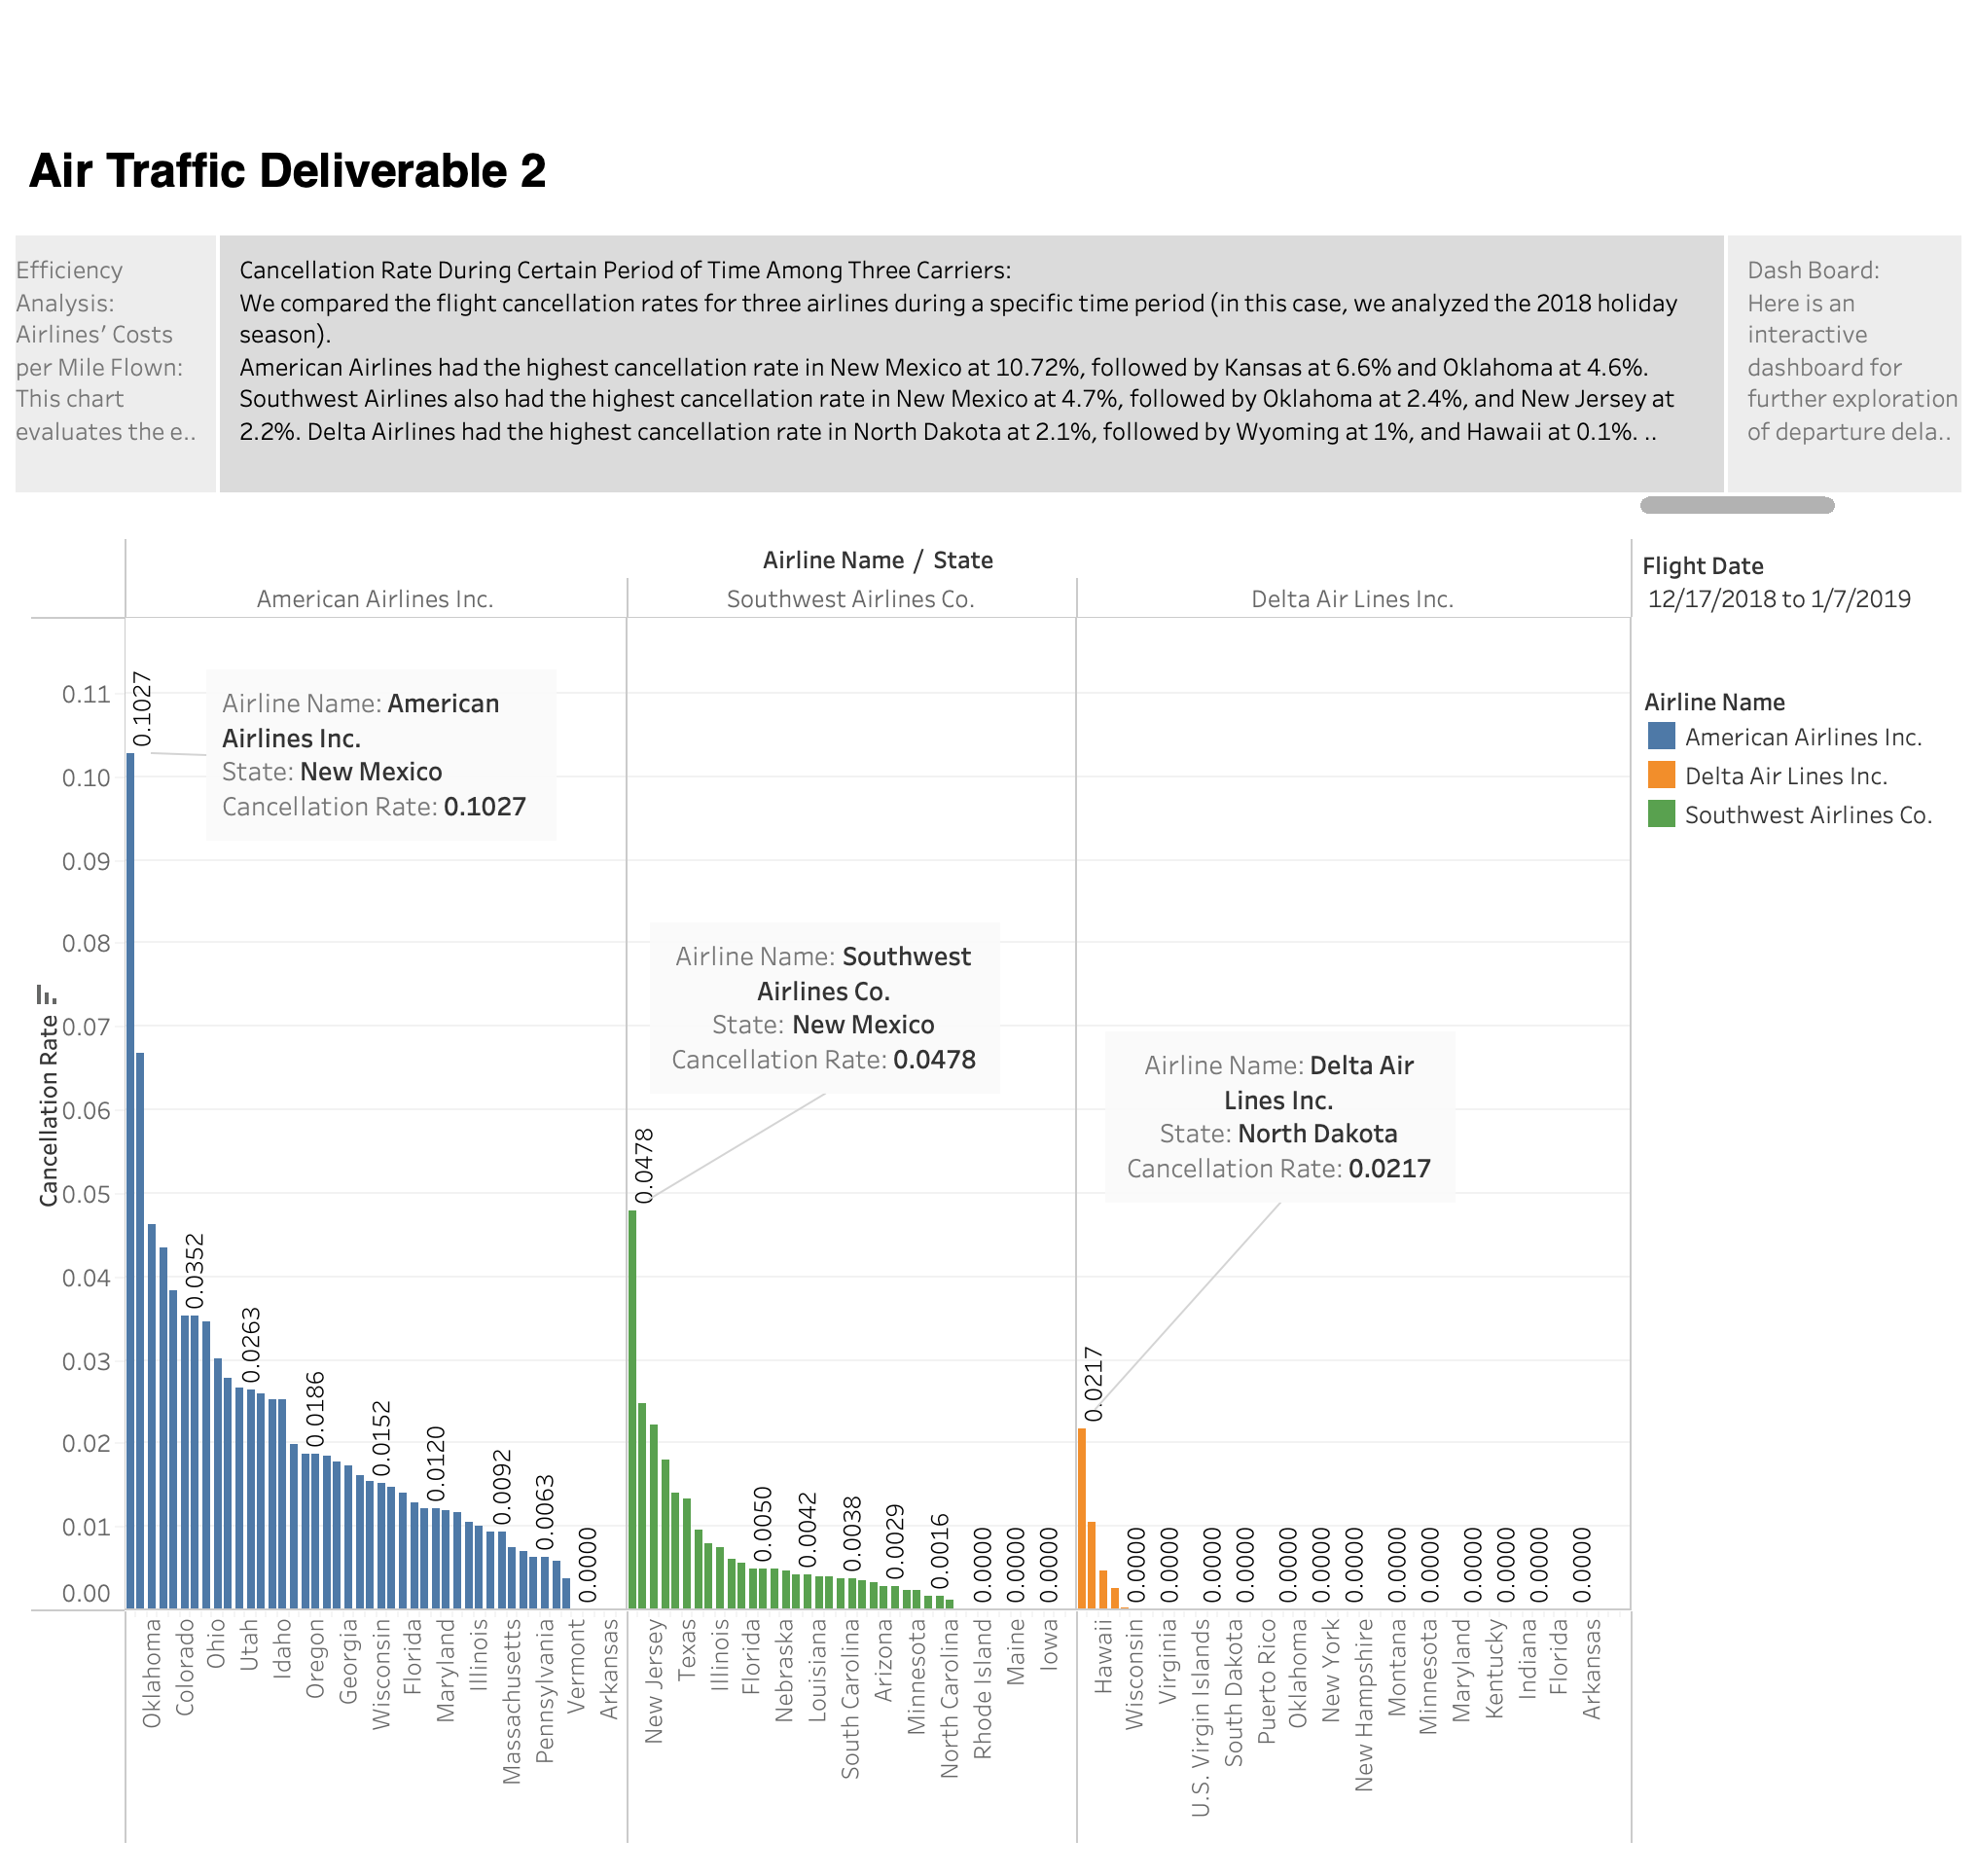 Air Traffic Deliverable 2
Efficiency
Analysis:
Airlines’ Costs
per Mile Flown:
This chart
evaluates the e..
Cancellation Rate During Certain Period of Time Among Three Carriers:
We compared the flight cancellation rates for three airlines during a specific time period (in this case, we analyzed the 2018 holiday
season).
American Airlines had the highest cancellation rate in New Mexico at 10.72%, followed by Kansas at 6.6% and Oklahoma at 4.6%.
Southwest Airlines also had the highest cancellation rate in New Mexico at 4.7%, followed by Oklahoma at 2.4%, and New Jersey at
2.2%. Delta Airlines had the highest cancellation rate in North Dakota at 2.1%, followed by Wyoming at 1%, and Hawaii at 0.1%. ..
Dash Board:
Here is an
interactive
dashboard for
further exploration
of departure dela..
Airline Name / State
American Airlines Inc.
Southwest Airlines Co.
Delta Air Lines Inc.
Flight Date
12/17/2018 to 1/7/2019
Airline Name
American Airlines Inc.
Delta Air Lines Inc.
Southwest Airlines Co.
Cancellation Rate
0.11
0.10
0.09
0.08
0.07
0.06
0.05
0.04
0.03
0.02
0.01
0.00
Airline Name: American
Airlines Inc.
State: New Mexico
Cancellation Rate: 0.1027
Airline Name: Southwest
Airlines Co.
State: New Mexico
Cancellation Rate: 0.0478
Airline Name: Delta Air
Lines Inc.
State: North Dakota
Cancellation Rate: 0.0217
0.1027
0.0352
0.0263
0.0186
0.0152
0.0120
0.0092
0.0063
0.0000
0.0478
0.0050
0.0042
0.0038
0.0029
0.0016
0.0000
0.0000
0.0000
0.0217
0.0000
0.0000
0.0000
0.0000
0.0000
0.0000
0.0000
0.0000
0.0000
0.0000
0.0000
0.0000
0.0000
Oklahoma
Colorado
Ohio
Utah
Idaho
Oregon
Georgia
Wisconsin
Florida
Maryland
Illinois
Massachusetts
Pennsylvania
Vermont
Arkansas
New Jersey
Texas
Illinois
Florida
Nebraska
Louisiana
South Carolina
Arizona
Minnesota
North Carolina
Rhode Island
Maine
Iowa
Hawaii
Wisconsin
Virginia
U.S. Virgin Islands
South Dakota
Puerto Rico
Oklahoma
New York
New Hampshire
Montana
Minnesota
Maryland
Kentucky
Indiana
Florida
Arkansas